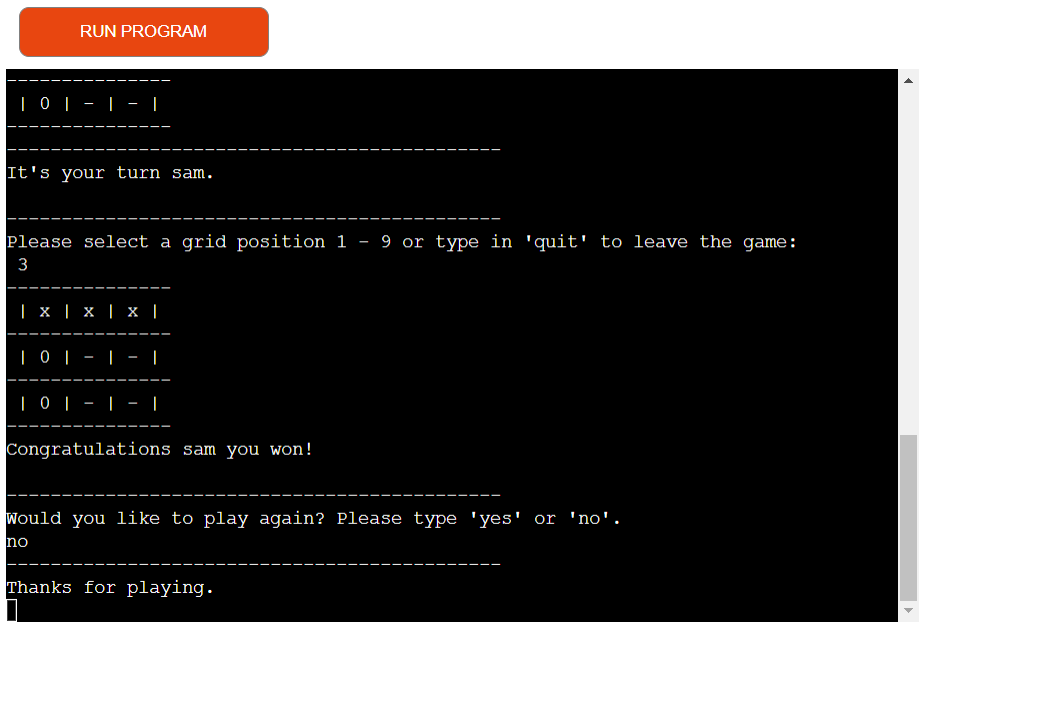 RUN PROGRAM
---------------
| 0 | - | - |
---------------
---------------------------------------------
It's your turn sam.
---------------------------------------------
Please select a grid position 1 - 9 or type in 'quit' to leave the game:
3
---------------
| x | x | x |
---------------
| 0 | - | - |
---------------
| 0 | - | - |
---------------
Congratulations sam you won!
---------------------------------------------
Would you like to play again? Please type 'yes' or 'no'.
no
---------------------------------------------
Thanks for playing.